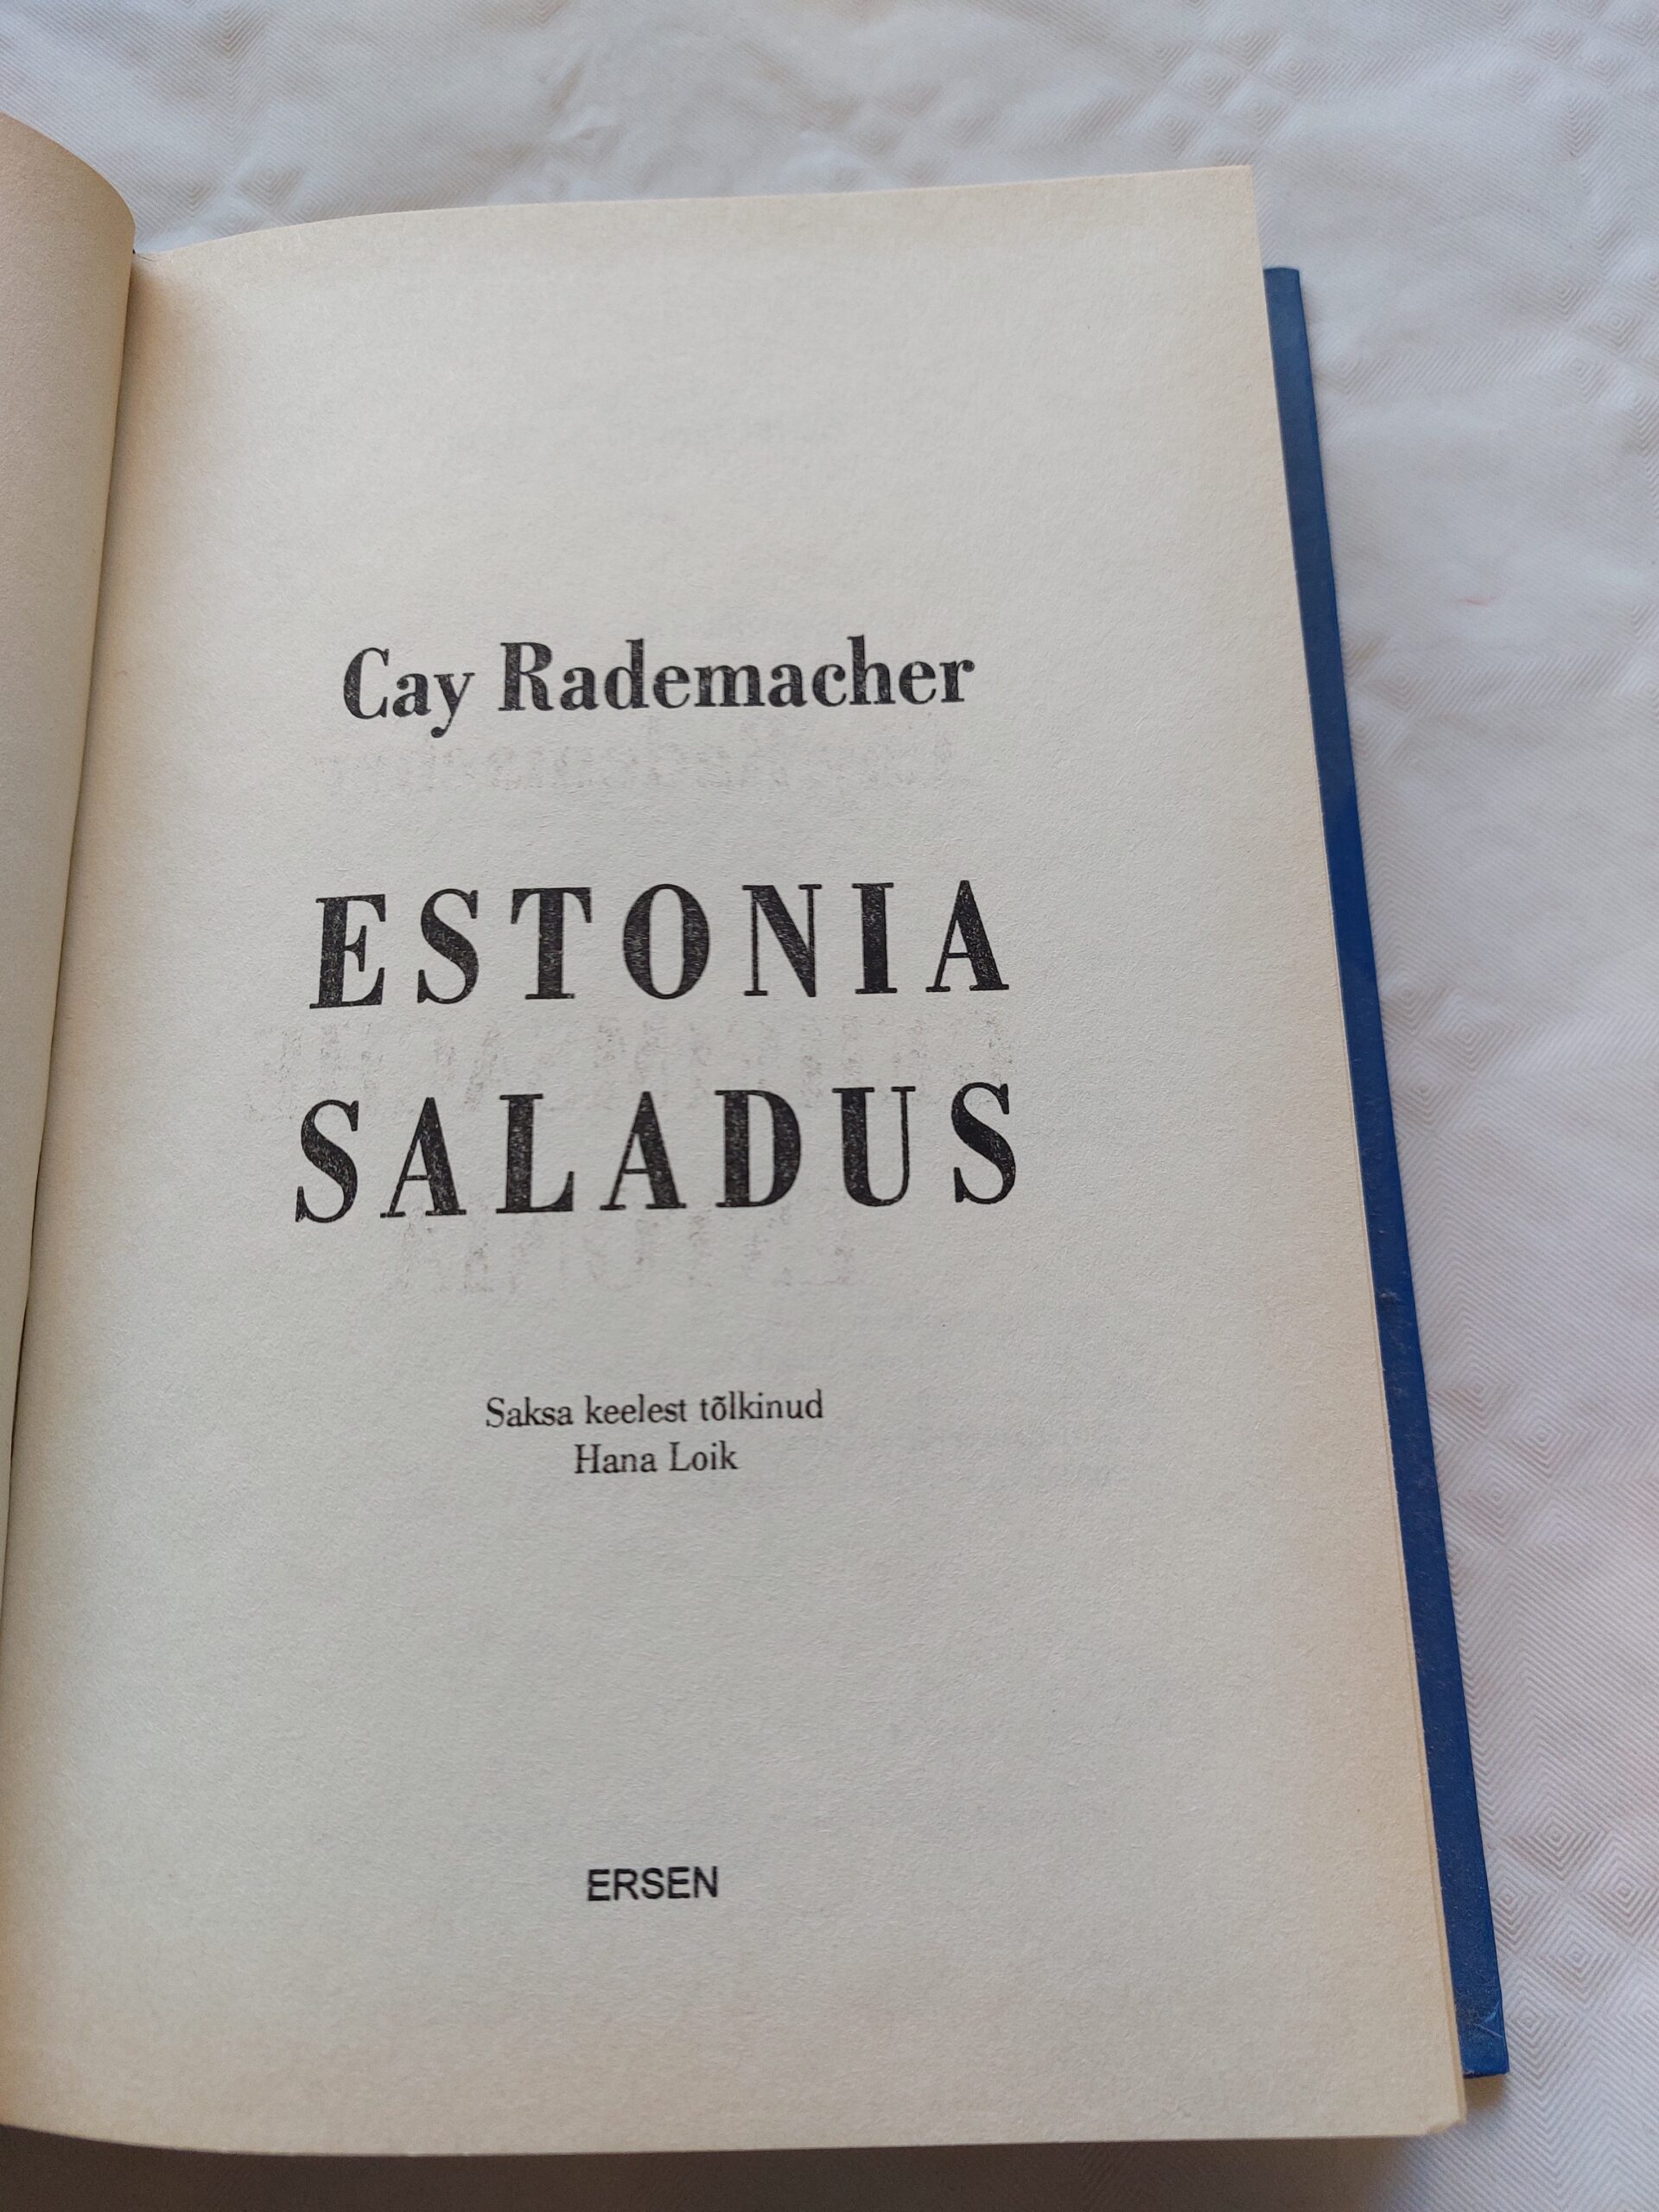 Cay Rademacher
ESTONIA
SALADUS
Saksa keelest tõlkinud
Hana Loik
ERSEN